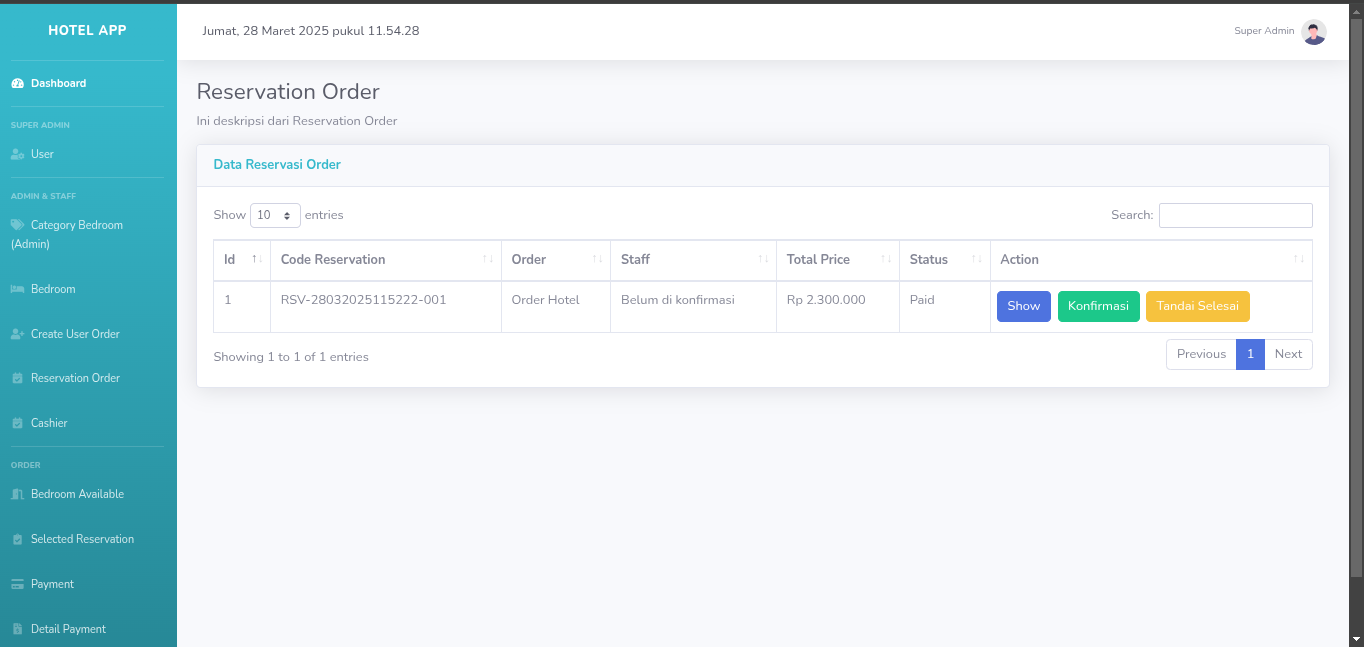 HOTEL APP
Jumat, 28 Maret 2025 pukul 11.54.28
Super Admin
Dashboard
SUPER ADMIN
User
ADMIN & STAFF
Category Bedroom
(Admin)
Bedroom
Create User Order
Reservation Order
Cashier
ORDER
Bedroom Available
Selected Reservation
Payment
Detail Payment
Reservation Order
Ini deskripsi dari Reservation Order
Data Reservasi Order
Show 10 entries
Search:
Id Code Reservation Order Staff Total Price Status Action
1 RSV-28032025115222-001 Order Hotel Belum di konfirmasi Rp 2.300.000 Paid Show Konfirmasi Tandai Selesai
Showing 1 to 1 of 1 entries
Previous 1 Next